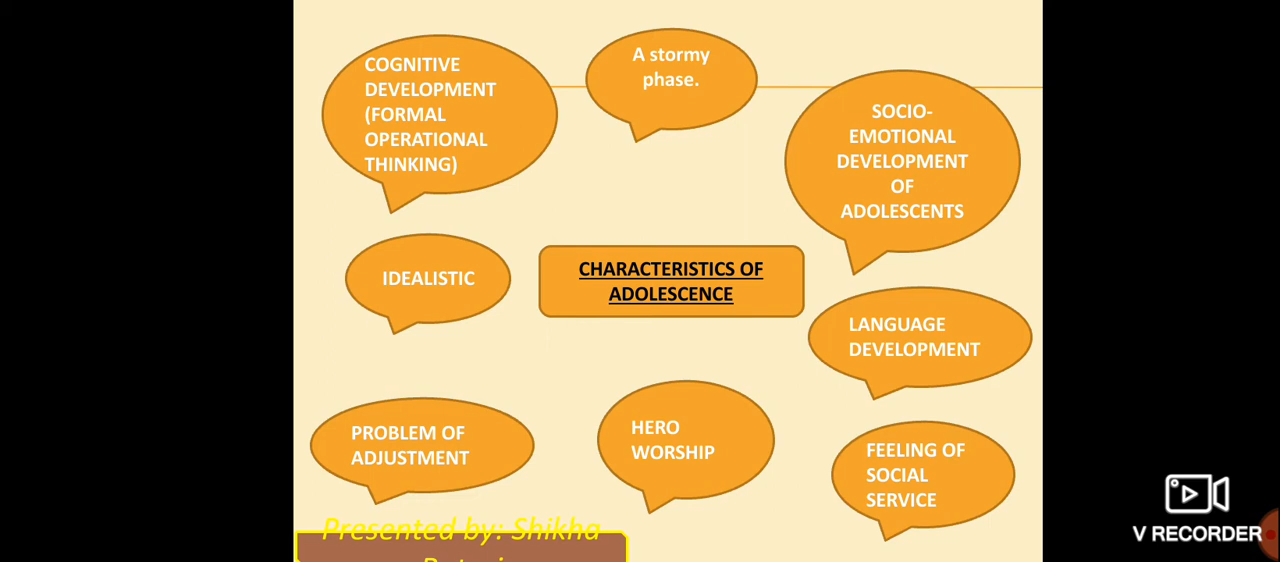 COGNITIVE
DEVELOPMENT
(FORMAL
OPERATIONAL
THINKING)
A stormy
phase.
SOCIO-
EMOTIONAL
DEVELOPMENT
OF
ADOLESCENTS
IDEALISTIC
CHARACTERISTICS OF
ADOLESCENCE
LANGUAGE
DEVELOPMENT
PROBLEM OF
ADJUSTMENT
HERO
WORSHIP
FEELING OF
SOCIAL
SERVICE
Presented by: Shikha
V RECORDER